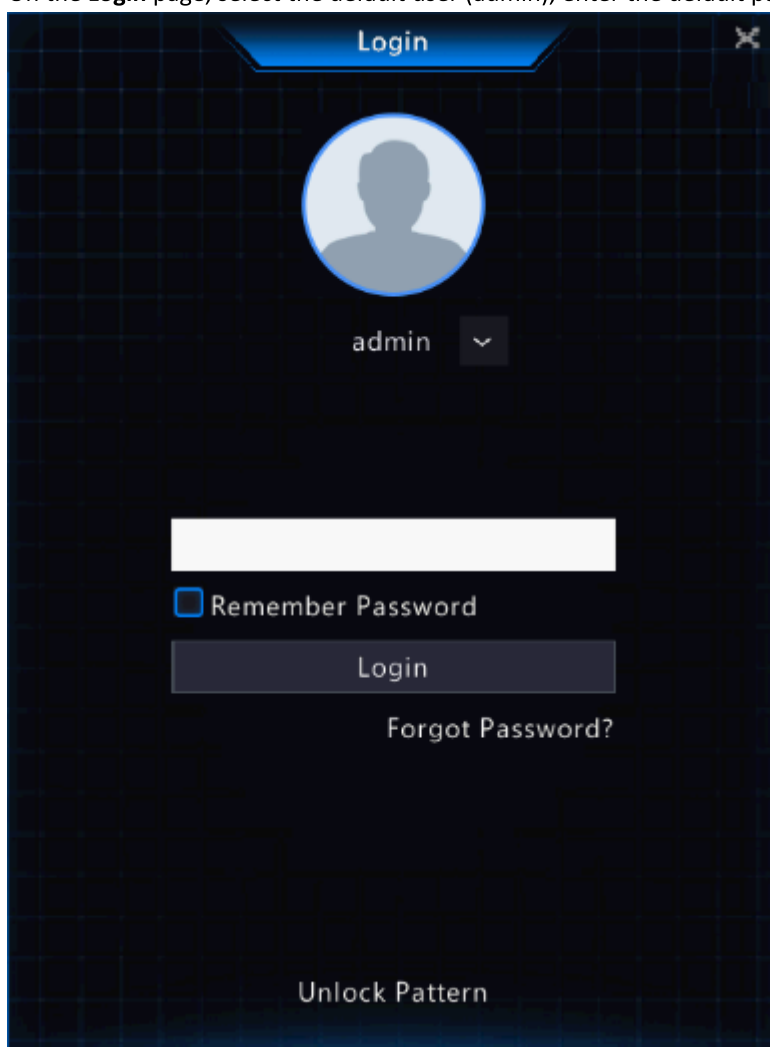 Login
admin
Remember Password
Login
Forgot Password?
Unlock Pattern